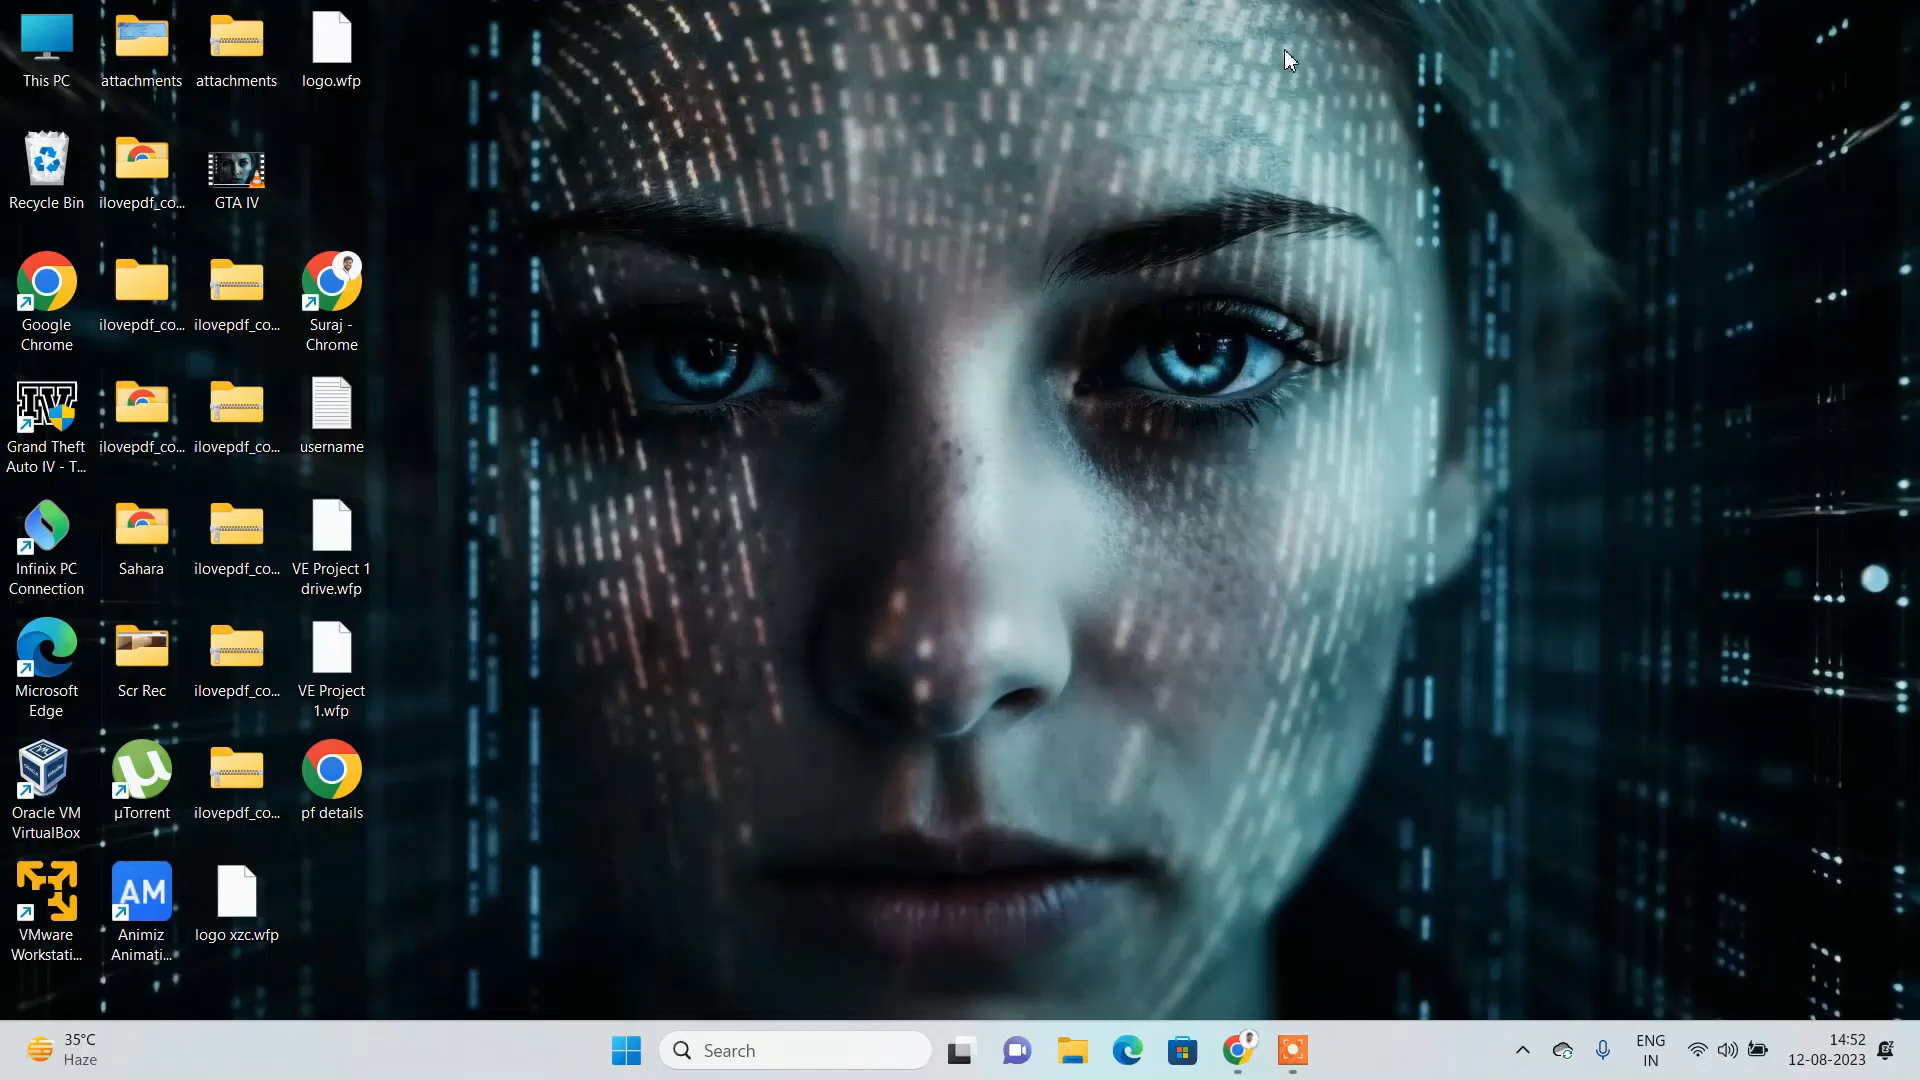 This PC
attachments
attachments
logo.wfp
Recycle Bin
ilovepdf_co...
GTA IV
Google
Chrome
ilovepdf_co...
ilovepdf_co...
Suraj -
Chrome
IV
Grand Theft
Auto IV - T...
ilovepdf_co...
ilovepdf_co...
username
Infinix PC
Connection
Sahara
ilovepdf_co...
VE Project 1
drive.wfp
Microsoft
Edge
Scr Rec
ilovepdf_co...
VE Project
1.wfp
Oracle VM
VirtualBox
µ
µTorrent
ilovepdf_co...
pf details
VMware
Workstati...
AM
Animiz
Animati...
logo xzc.wfp
35°C
Haze
Search
ENG
IN
14:52
12-08-2023